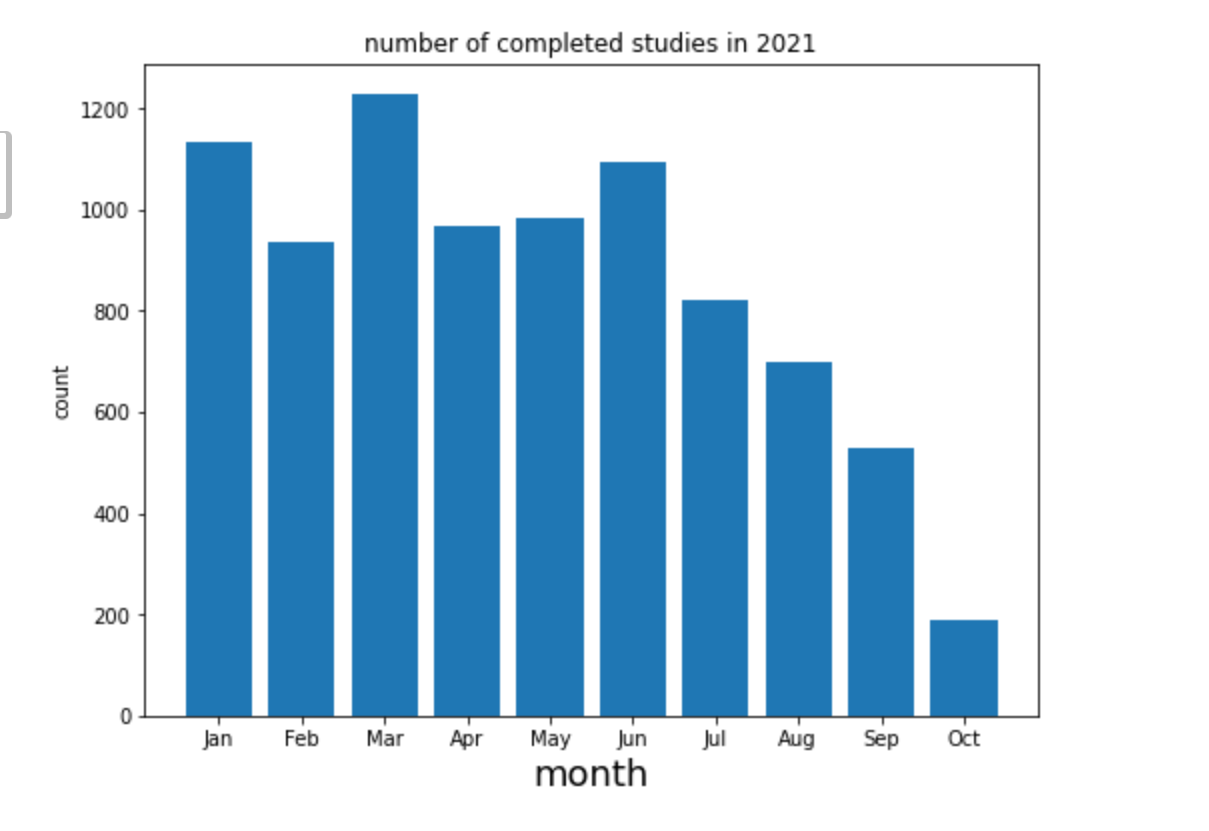 number of completed studies in 2021
1200
1000
800
600
400
200
0
count
Jan Feb Mar Apr May Jun Jul Aug Sep Oct
month